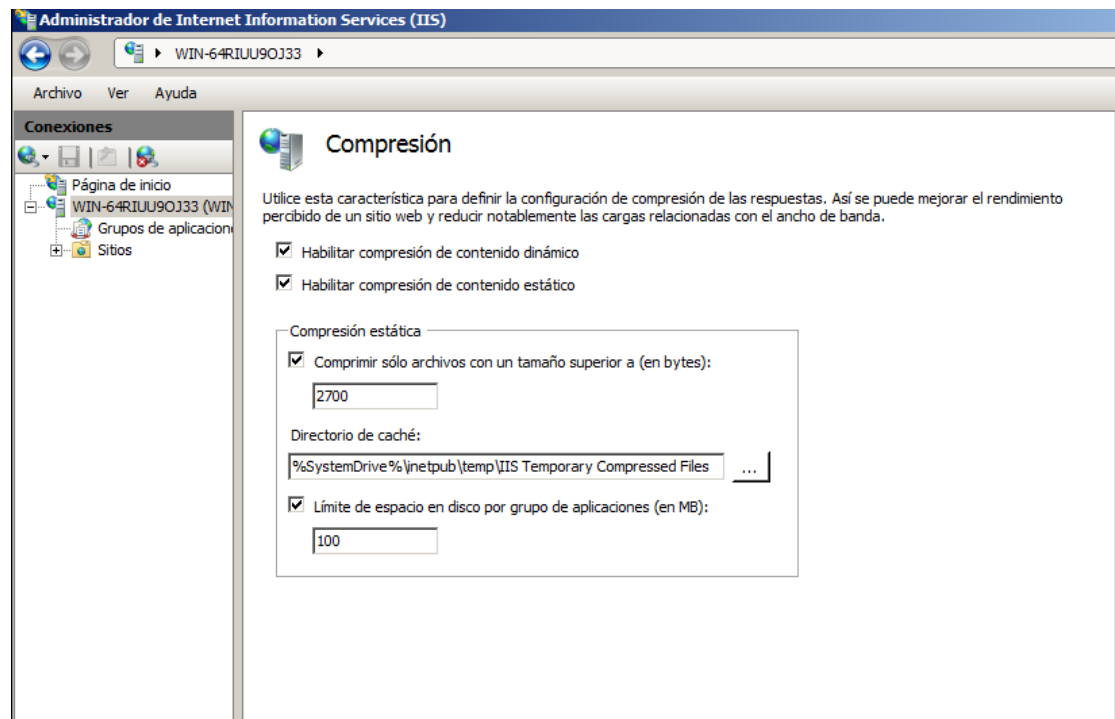 Administrador de Internet Information Services (IIS)
WIN-64RIUU9OJ33
Archivo Ver Ayuda
Conexiones
Página de inicio
WIN-64RIUU9OJ33 (WIN
Grupos de aplicacion
Sitios
Compresión
Utilice esta característica para definir la configuración de compresión de las respuestas. Así se puede mejorar el rendimiento
percibido de un sitio web y reducir notablemente las cargas relacionadas con el ancho de banda.
Habilitar compresión de contenido dinámico
Habilitar compresión de contenido estático
Compresión estática
Comprimir sólo archivos con un tamaño superior a (en bytes):
2700
Directorio de caché:
%SystemDrive%\inetpub\temp\IIS Temporary Compressed Files ...
Límite de espacio en disco por grupo de aplicaciones (en MB):
100